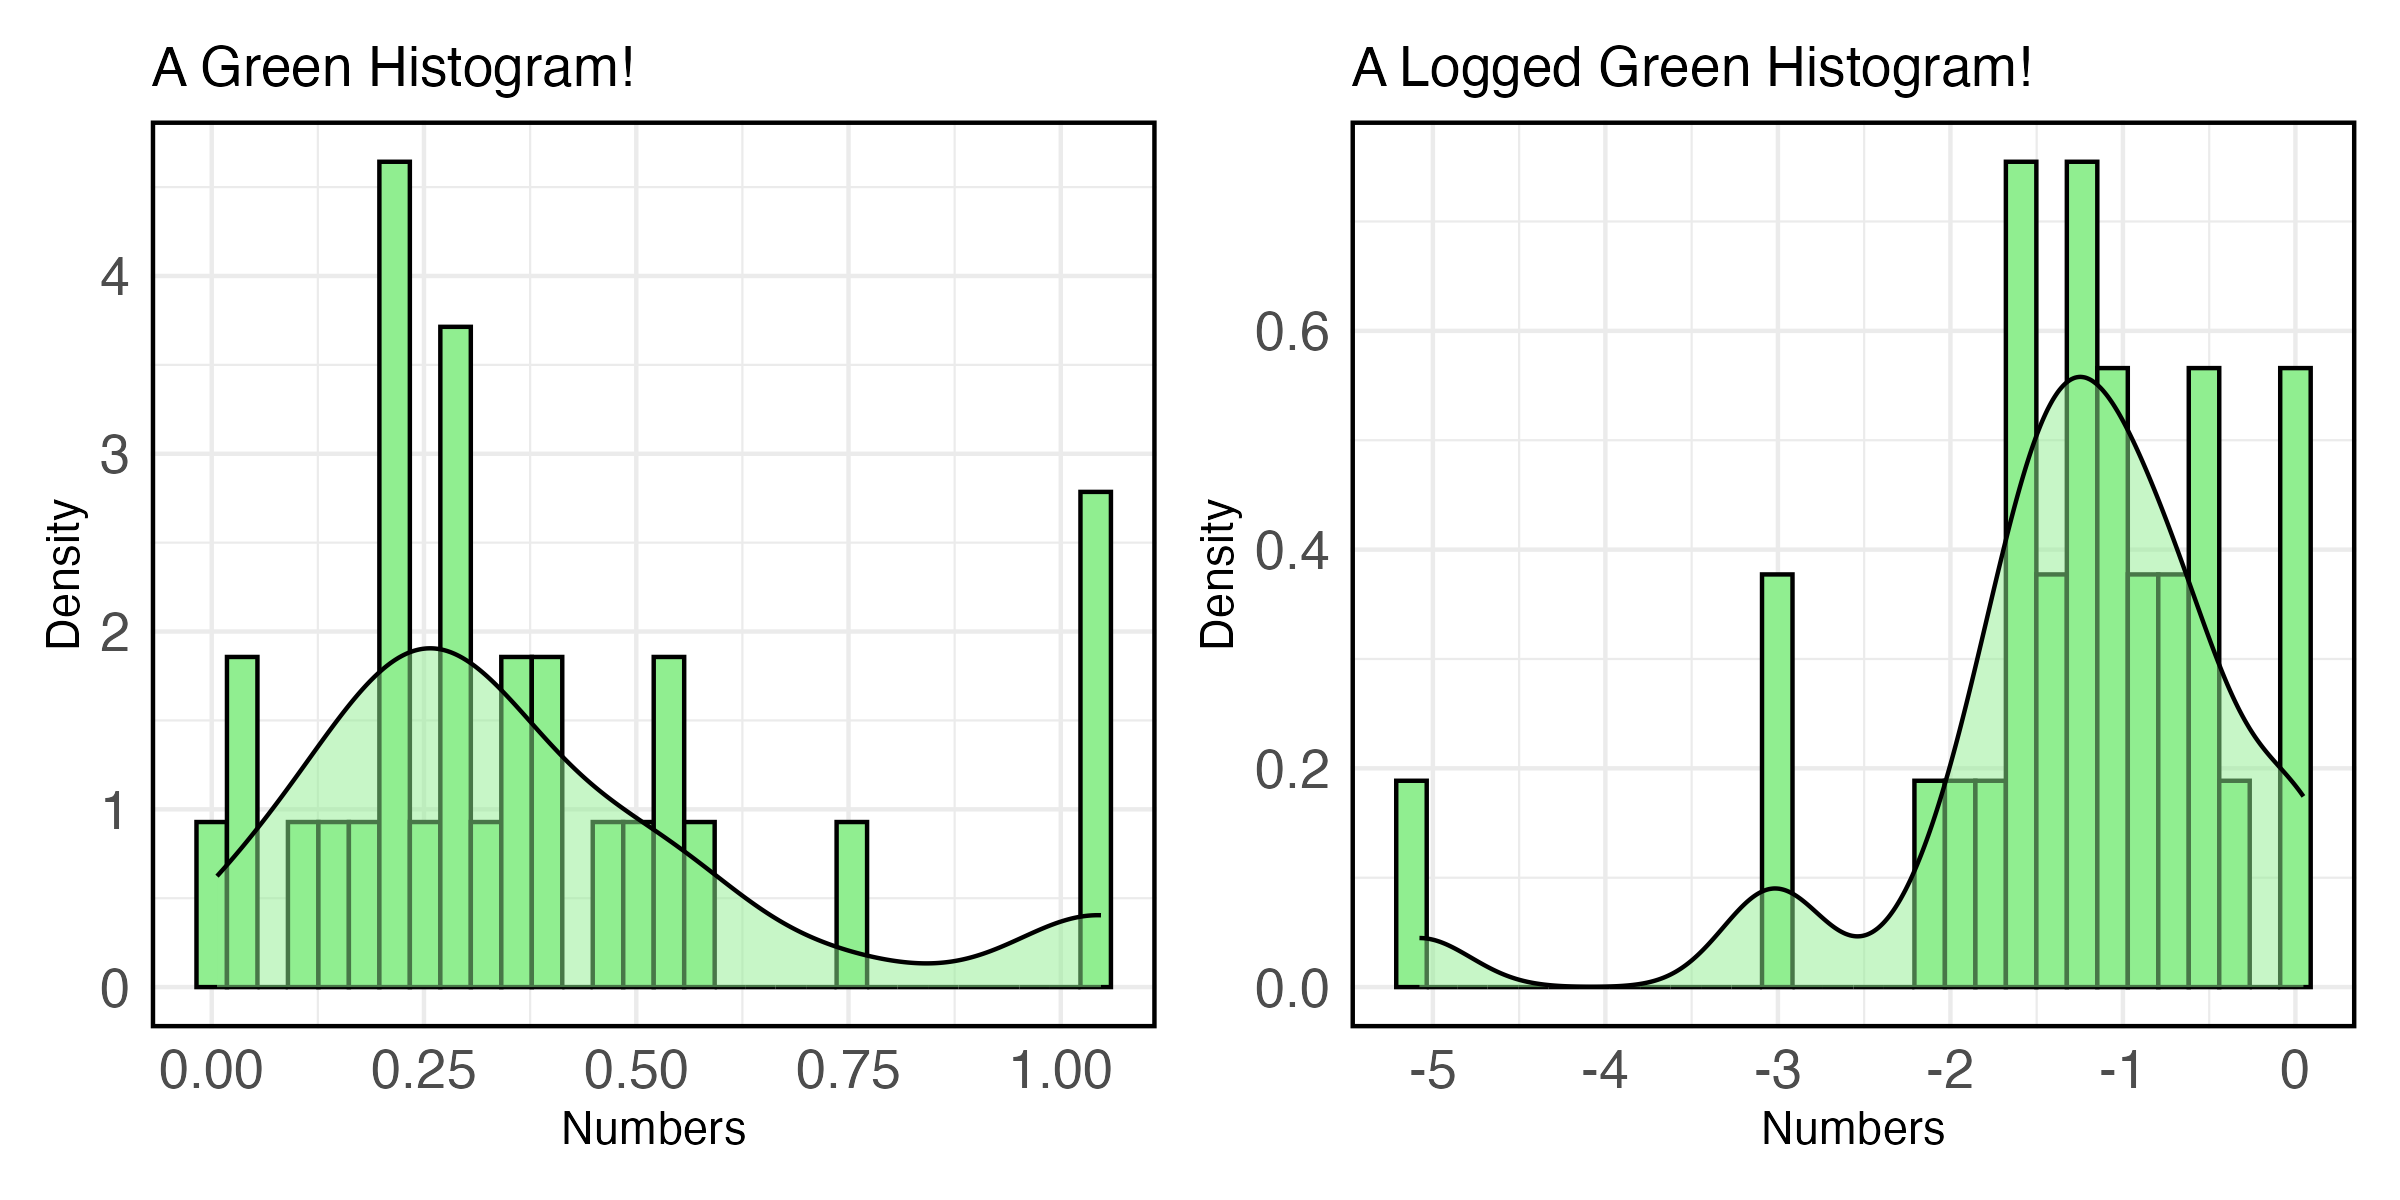 A Green Histogram!
Density
4
3
2
1
0
0.00 0.25 0.50 0.75 1.00
Numbers
A Logged Green Histogram!
Density
0.6
0.4
0.2
0.0
-5 -4 -3 -2 -1 0
Numbers